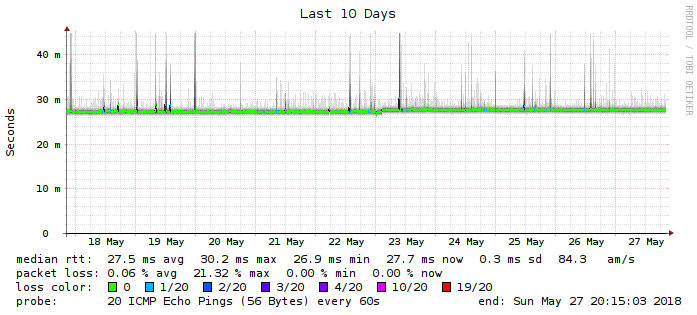 Last 10 Days
RRDTOOL / TOBI OETIKER
Seconds
40 m
30 m
20 m
10 m
0
18 May 19 May 20 May 21 May 22 May 23 May 24 May 25 May 26 May 27 May
median rtt: 27.5 ms avg 30.2 ms max 26.9 ms min 27.7 ms now 0.3 ms sd 84.3 am/s
packet loss: 0.06 % avg 21.32 % max 0.00 % min 0.00 % now
loss color: 0 1/20 2/20 3/20 4/20 10/20 19/20
probe: 20 ICMP Echo Pings (56 Bytes) every 60s end: Sun May 27 20:15:03 2018